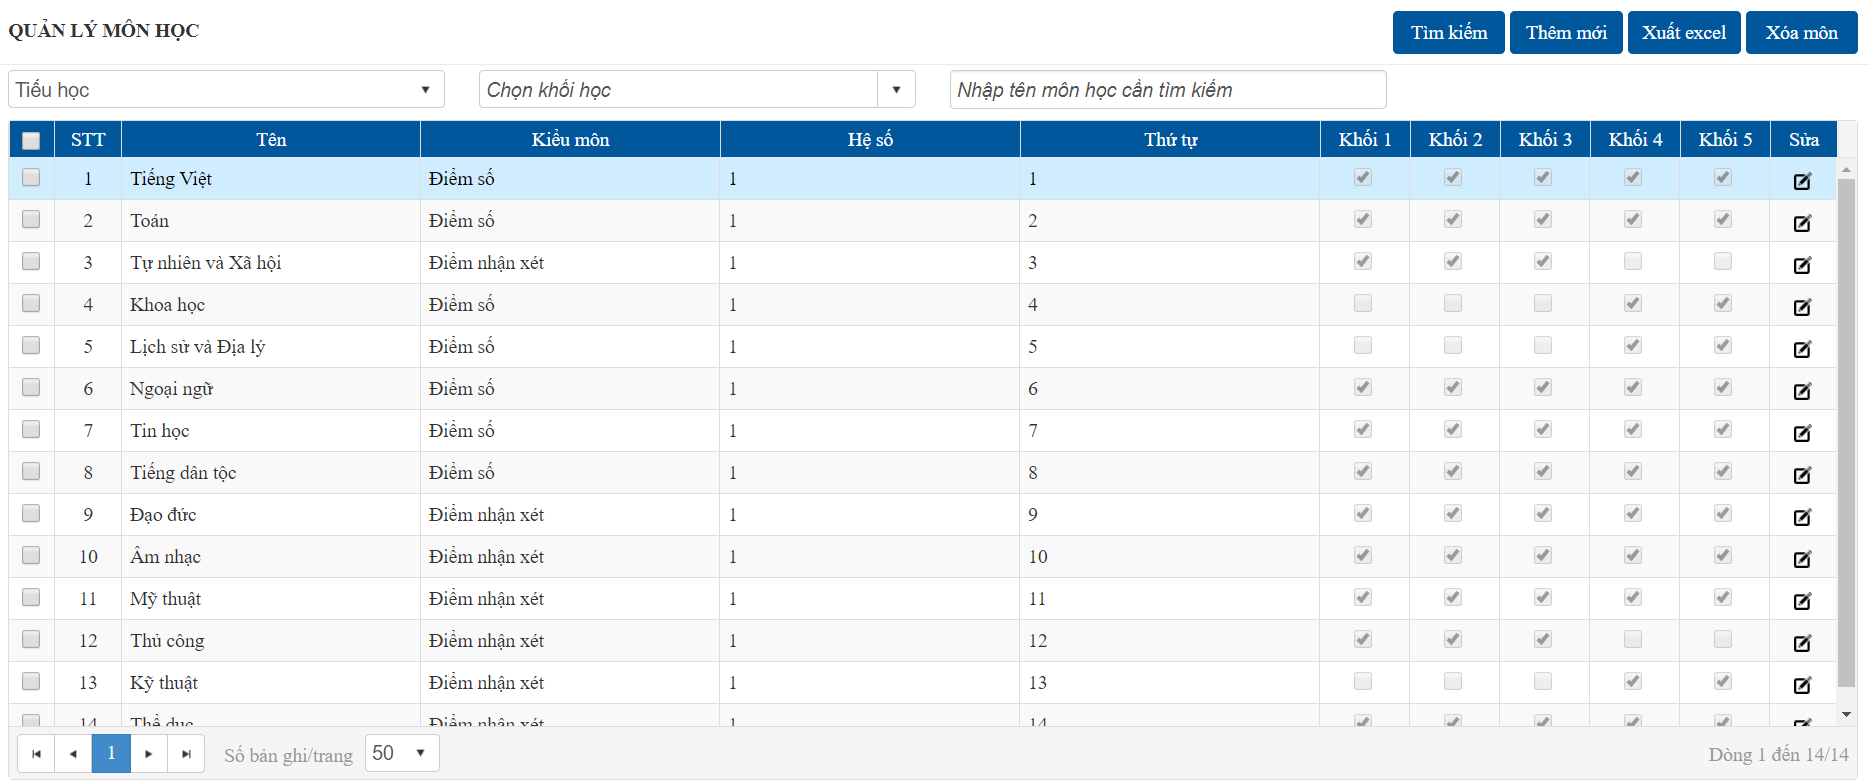 QUẢN LÝ MÔN HỌC
Tìm kiếm Thêm mới Xuất excel Xóa môn
Tiểu học Chọn khối học Nhập tên môn học cần tìm kiếm
STT Tên Kiểu môn Hệ số Thứ tự Khối 1 Khối 2 Khối 3 Khối 4 Khối 5 Sửa
1 Tiếng Việt Điểm số 1 1
2 Toán Điểm số 1 2
3 Tự nhiên và Xã hội Điểm nhận xét 1 3
4 Khoa học Điểm số 1 4
5 Lịch sử và Địa lý Điểm số 1 5
6 Ngoại ngữ Điểm số 1 6
7 Tin học Điểm số 1 7
8 Tiếng dân tộc Điểm số 1 8
9 Đạo đức Điểm nhận xét 1 9
10 Âm nhạc Điểm nhận xét 1 10
11 Mỹ thuật Điểm nhận xét 1 11
12 Thủ công Điểm nhận xét 1 12
13 Kỹ thuật Điểm nhận xét 1 13
14 Thể dục Điểm nhận xét 1 14
1 Số bản ghi/trang 50 Dòng 1 đến 14/14